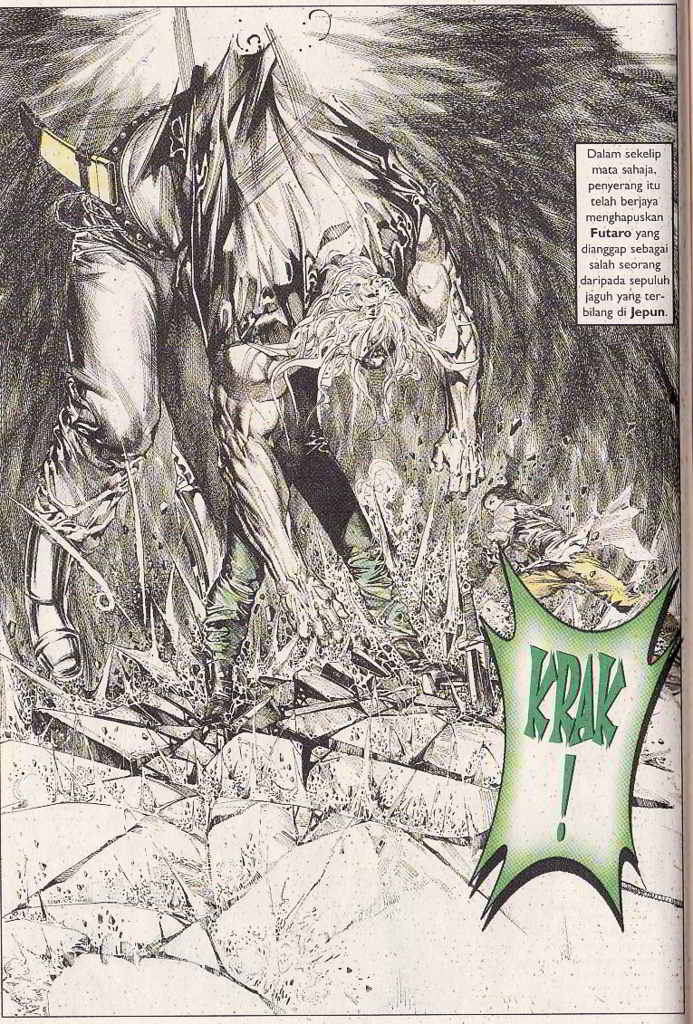 Dalam sekelip
mata sahaja,
penyerang itu
telah berjaya
menghapuskan
Futaro yang
dianggap sebagai
salah seorang
daripada sepuluh
jaguh yang ter-
bilang di Jepun.
KRAK
!